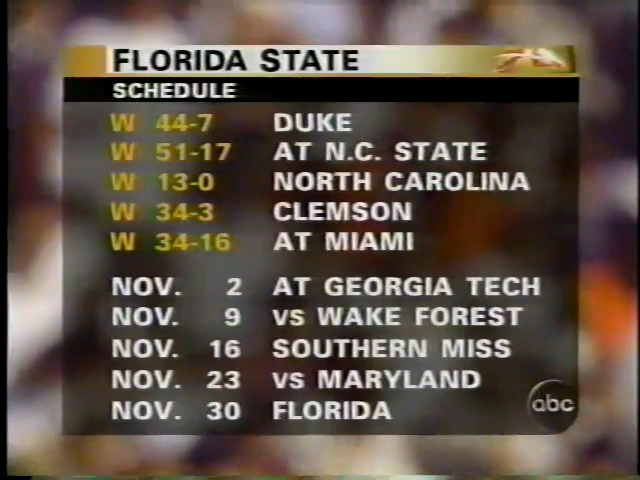 FLORIDA STATE
SCHEDULE
W 44-7 DUKE
W 51-17 AT N.C. STATE
W 13-0 NORTH CAROLINA
W 34-3 CLEMSON
W 34-16 AT MIAMI
NOV. 2 AT GEORGIA TECH
NOV. 9 vs WAKE FOREST
NOV. 16 SOUTHERN MISS
NOV. 23 vs MARYLAND
NOV. 30 FLORIDA
abc